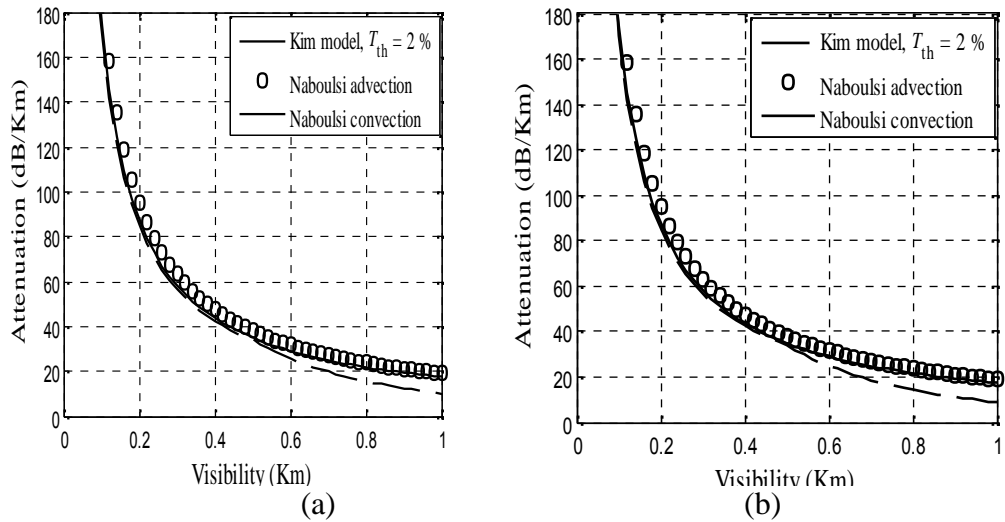 180
160
140
120
100
80
60
40
20
0
Attenuation (dB/Km)
Kim model, Tth = 2 %
Naboulsi advection
Naboulsi convection
0 0.2 0.4 0.6 0.8 1
Visibility (Km)
(a)
180
160
140
120
100
80
60
40
20
0
Attenuation (dB/Km)
Kim model, Tth = 2 %
Naboulsi advection
Naboulsi convection
0 0.2 0.4 0.6 0.8 1
Visibility (Km)
(b)